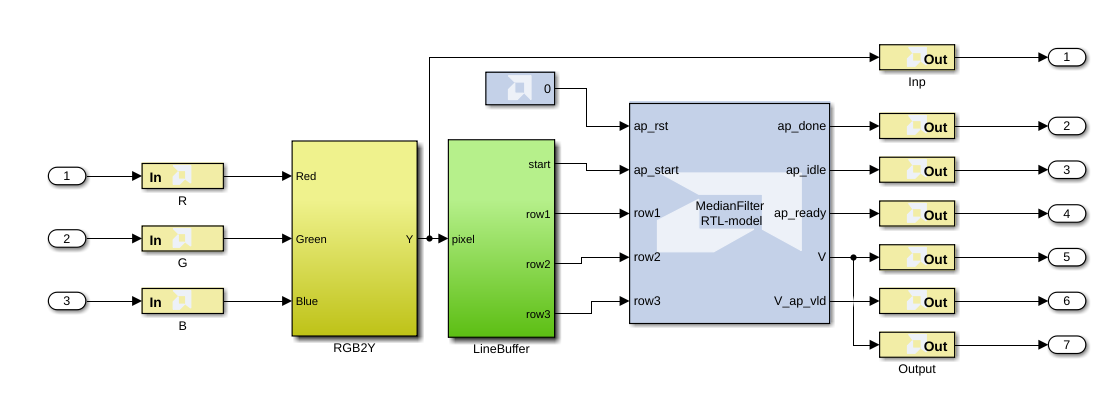 1
In
R
2
In
G
3
In
B
Red
Green
Blue
Y
RGB2Y
pixel
start
row1
row2
row3
LineBuffer
0
ap_rst
ap_start
row1
row2
row3
MedianFilter
RTL-model
ap_done
ap_idle
ap_ready
V
V_ap_vld
Out
Inp
1
Out
2
Out
3
Out
4
Out
5
Out
6
Out
Output
7